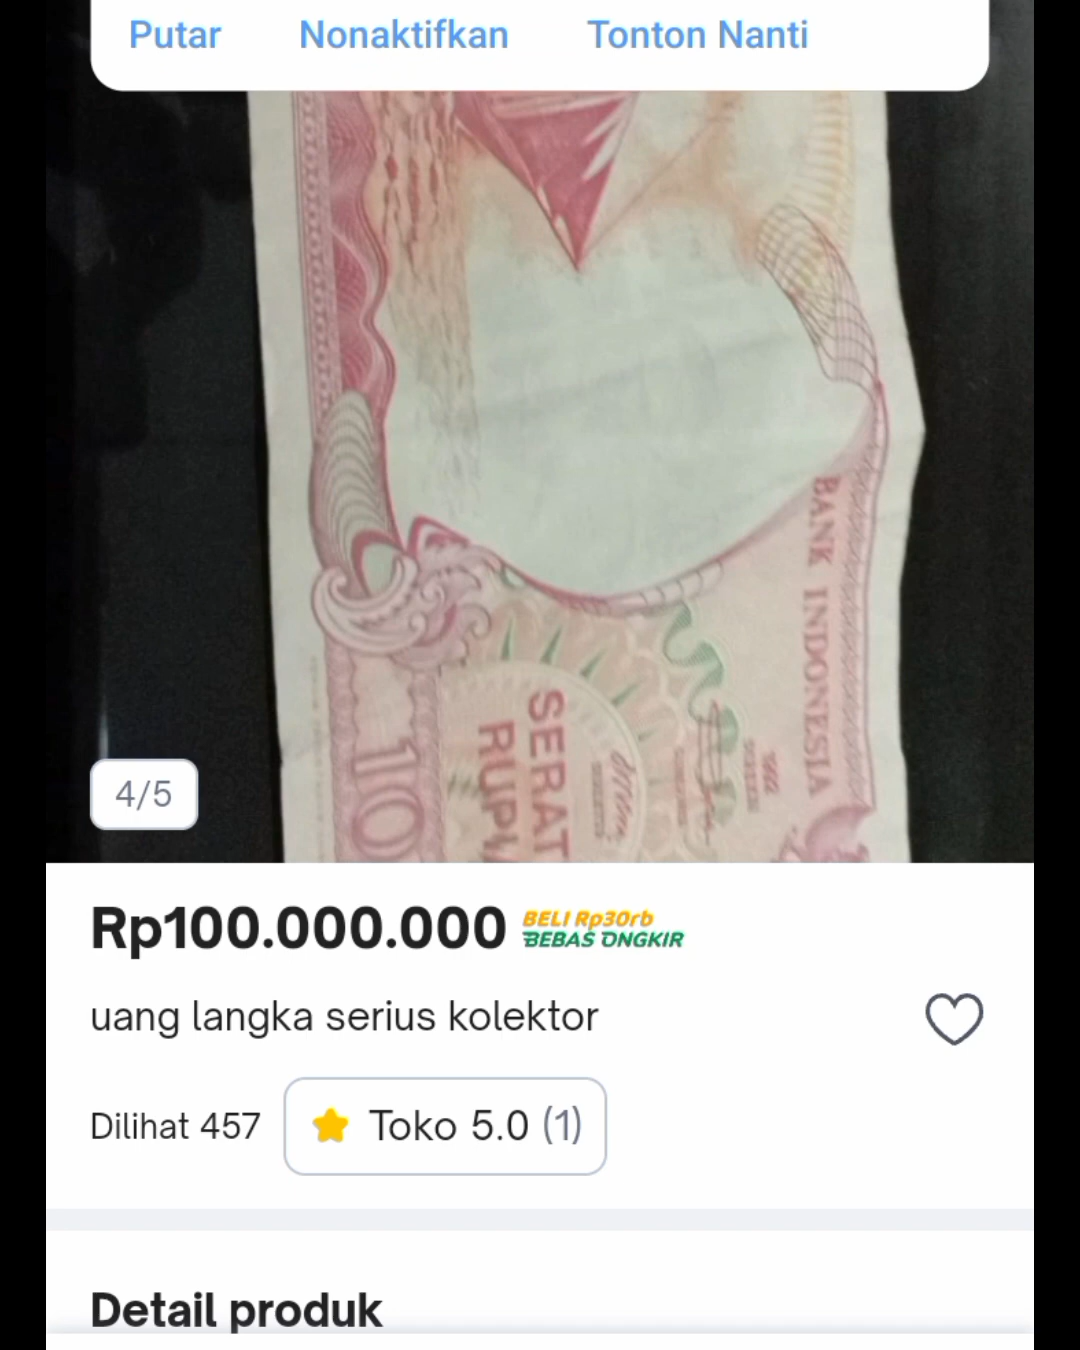 Putar Nonaktifkan Tonton Nanti
BANK INDONESIA
SERAT
RUPI
100
4/5
Rp100.000.000 BELI Rp30rb
BEBAS ONGKIR
uang langka serius kolektor
Dilihat 457 Toko 5.0 (1)
Detail produk